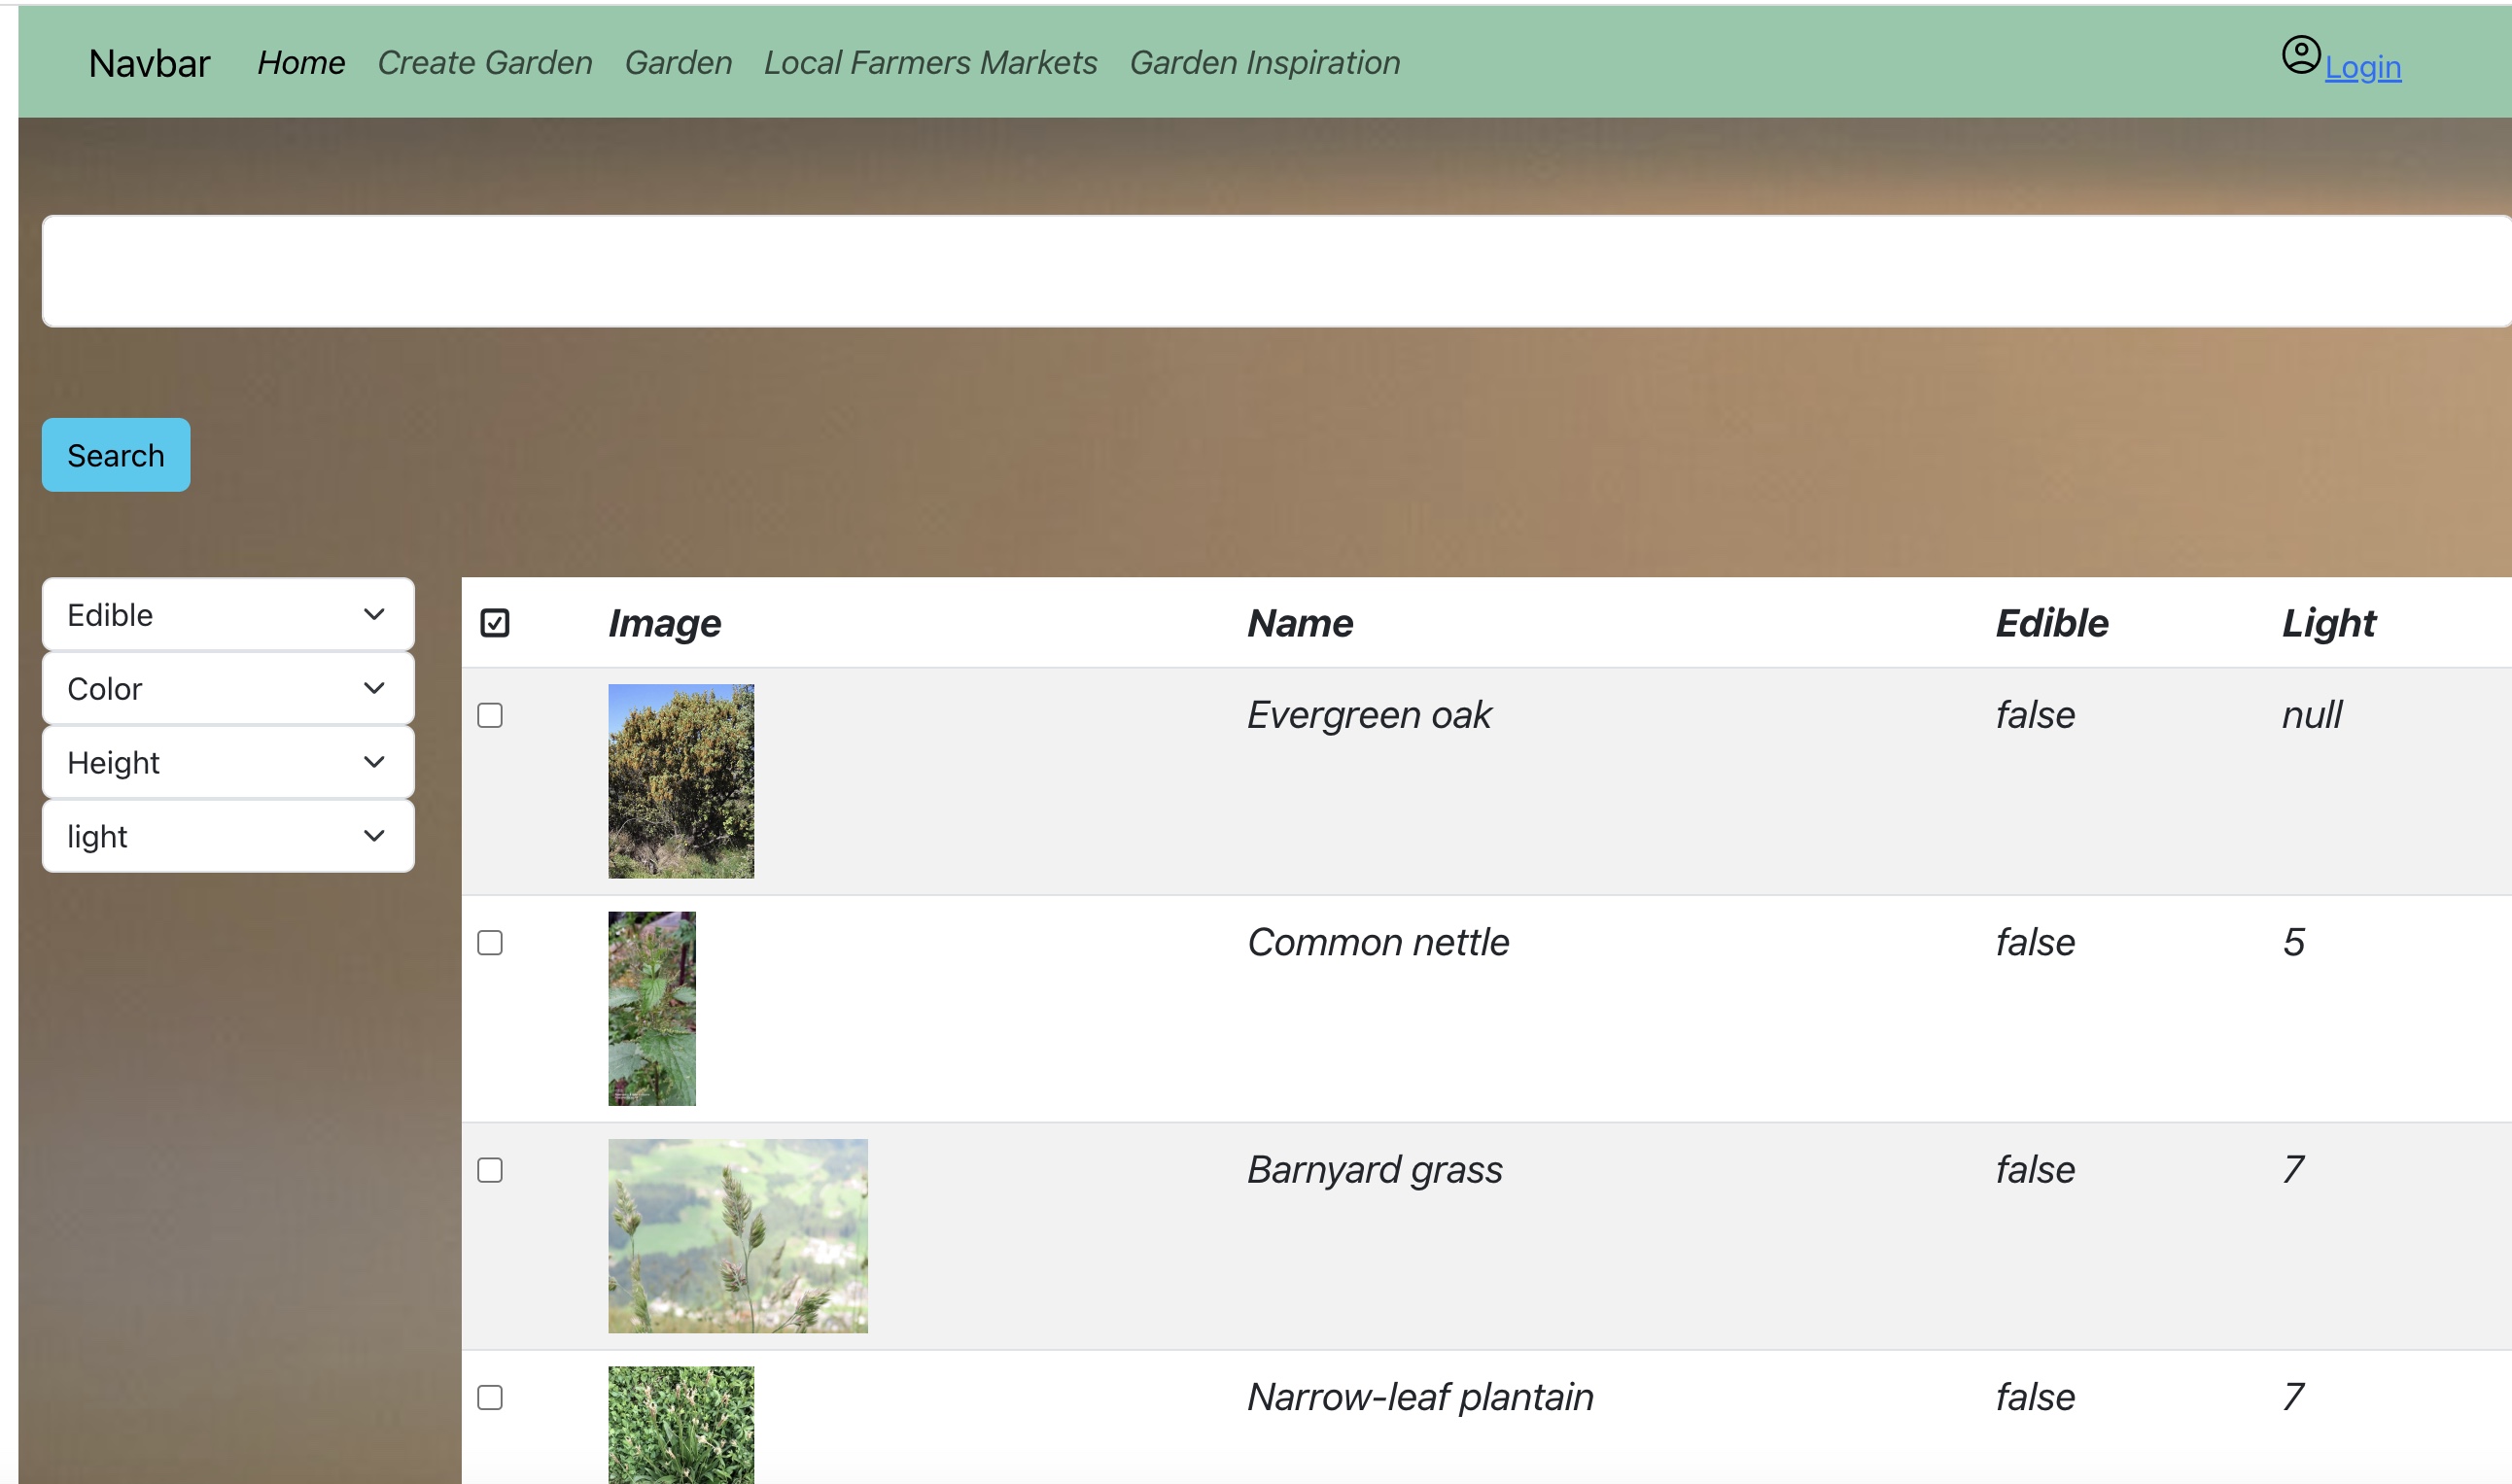 Navbar Home Create Garden Garden Local Farmers Markets Garden Inspiration Login
Search
Edible
Color
Height
light
Image Name Edible Light
Evergreen oak false null
Common nettle false 5
Barnyard grass false 7
Narrow-leaf plantain false 7